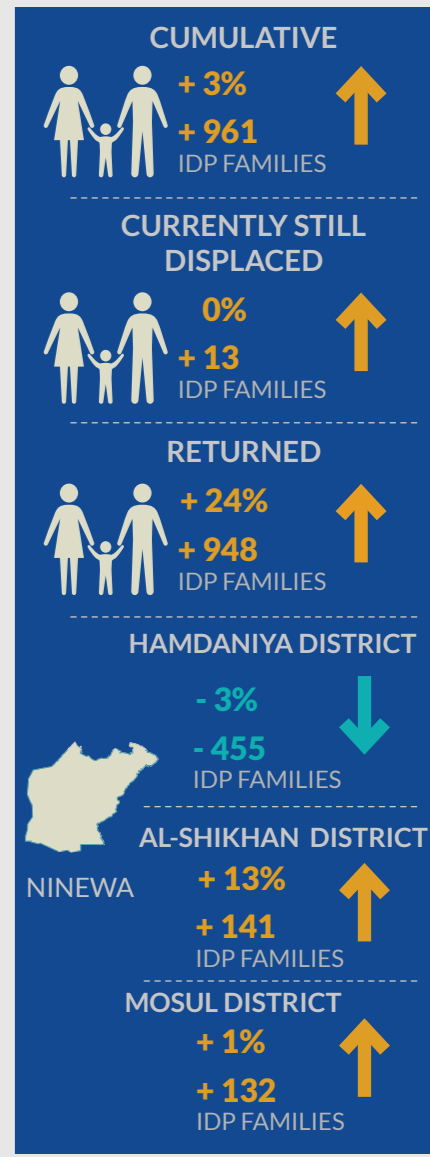 CUMULATIVE
+ 3%
+ 961
IDP FAMILIES
CURRENTLY STILL
DISPLACED
0%
+ 13
IDP FAMILIES
RETURNED
+ 24%
+ 948
IDP FAMILIES
HAMDANIYA DISTRICT
- 3%
- 455
IDP FAMILIES
NINEWA
AL-SHIKHAN DISTRICT
+ 13%
+ 141
IDP FAMILIES
MOSUL DISTRICT
+ 1%
+ 132
IDP FAMILIES